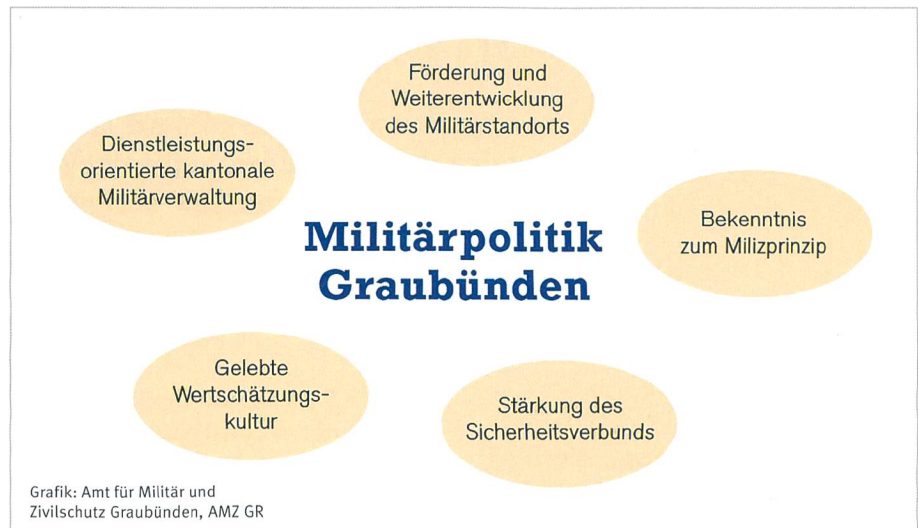 Förderung und
Weiterentwicklung
des Militärstandorts
Dienstleistungs-
orientierte kantonale
Militärverwaltung
Bekenntnis
zum Milizprinzip
Militärpolitik
Graubünden
Gelebte
Wertschätzungs-
kultur
Stärkung des
Sicherheitsverbunds
Grafik: Amt für Militär und
Zivilschutz Graubünden, AMZ GR